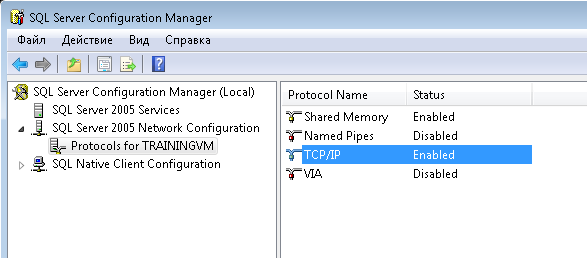 SQL Server Configuration Manager
Файл Действие Вид Справка
SQL Server Configuration Manager (Local)
SQL Server 2005 Services
SQL Server 2005 Network Configuration
Protocols for TRAININGVM
SQL Native Client Configuration
Protocol Name Status
Shared Memory Enabled
Named Pipes Disabled
TCP/IP Enabled
VIA Disabled